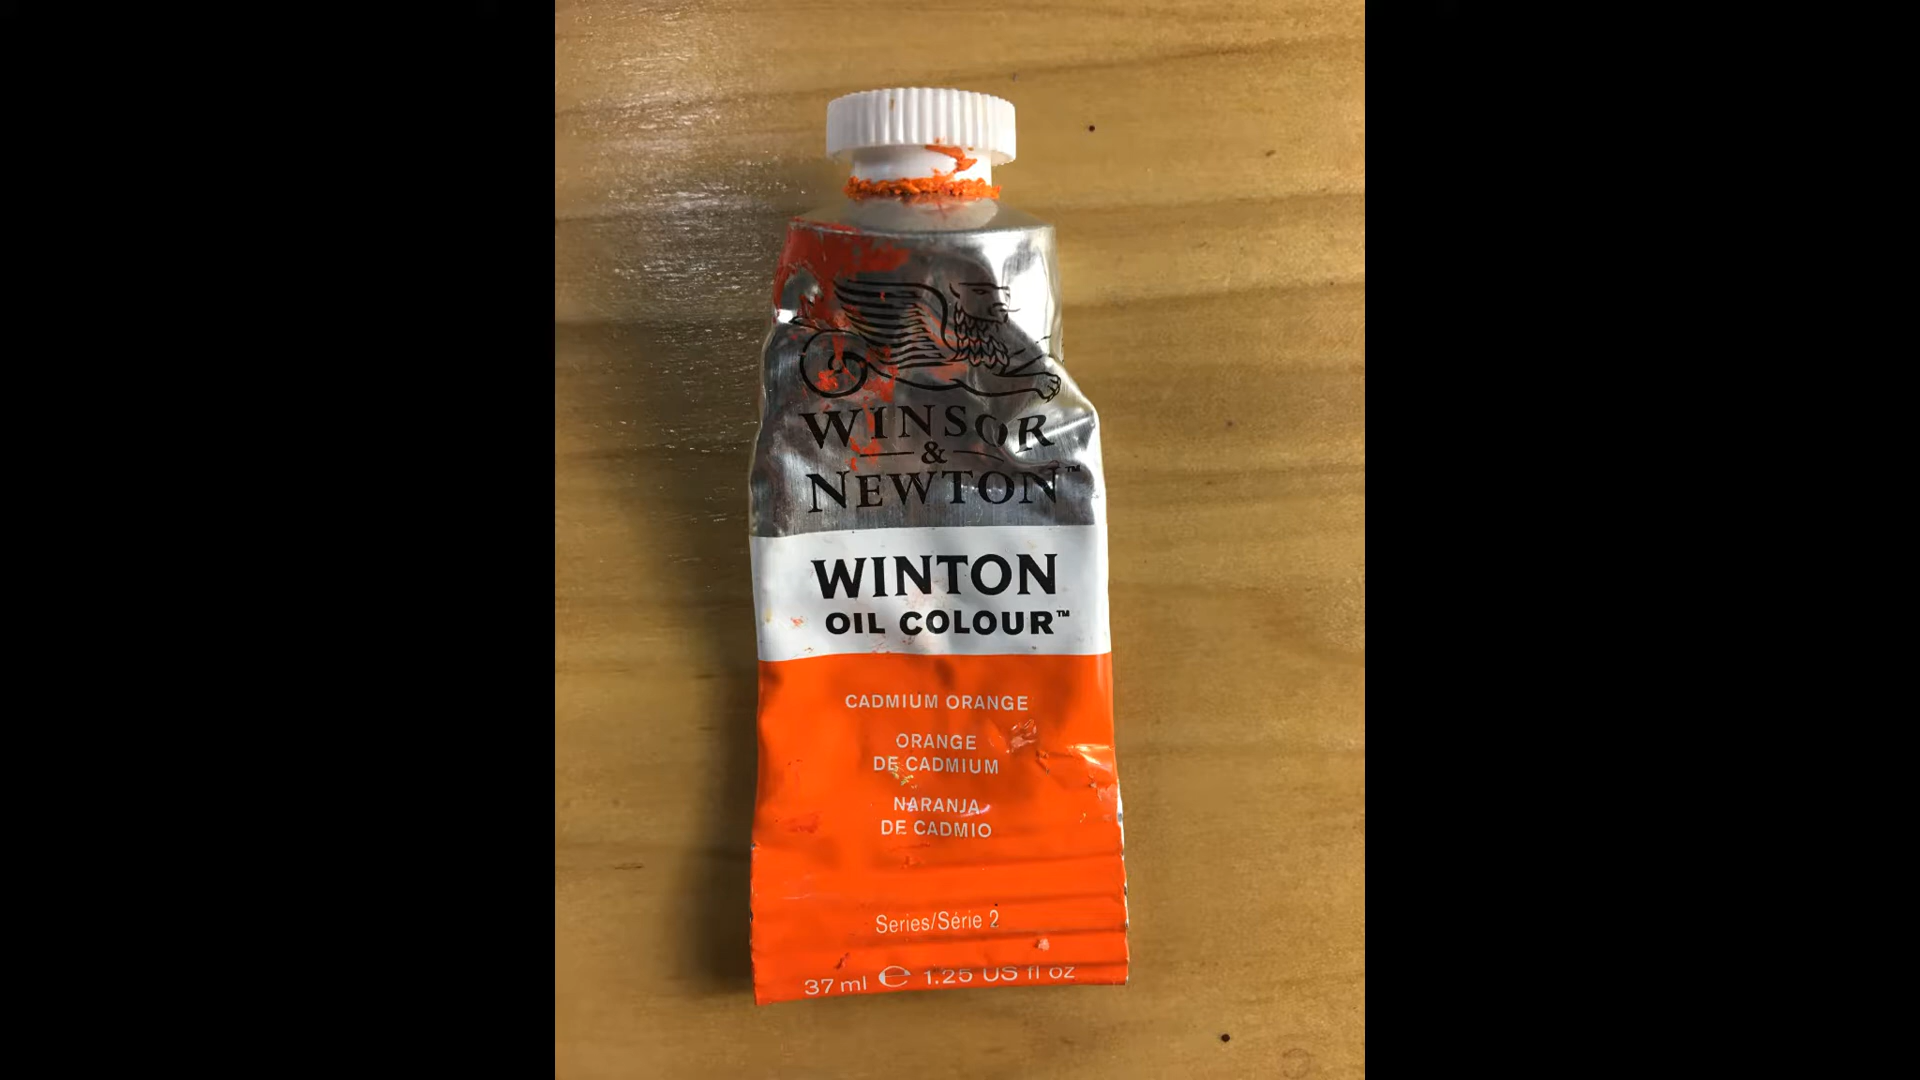 WINSOR
&
NEWTON™
WINTON
OIL COLOUR™
CADMIUM ORANGE
ORANGE
DE CADMIUM
NARANJA
DE CADMIO
Series/Série 2
37 ml ℮ 1.25 US fl oz